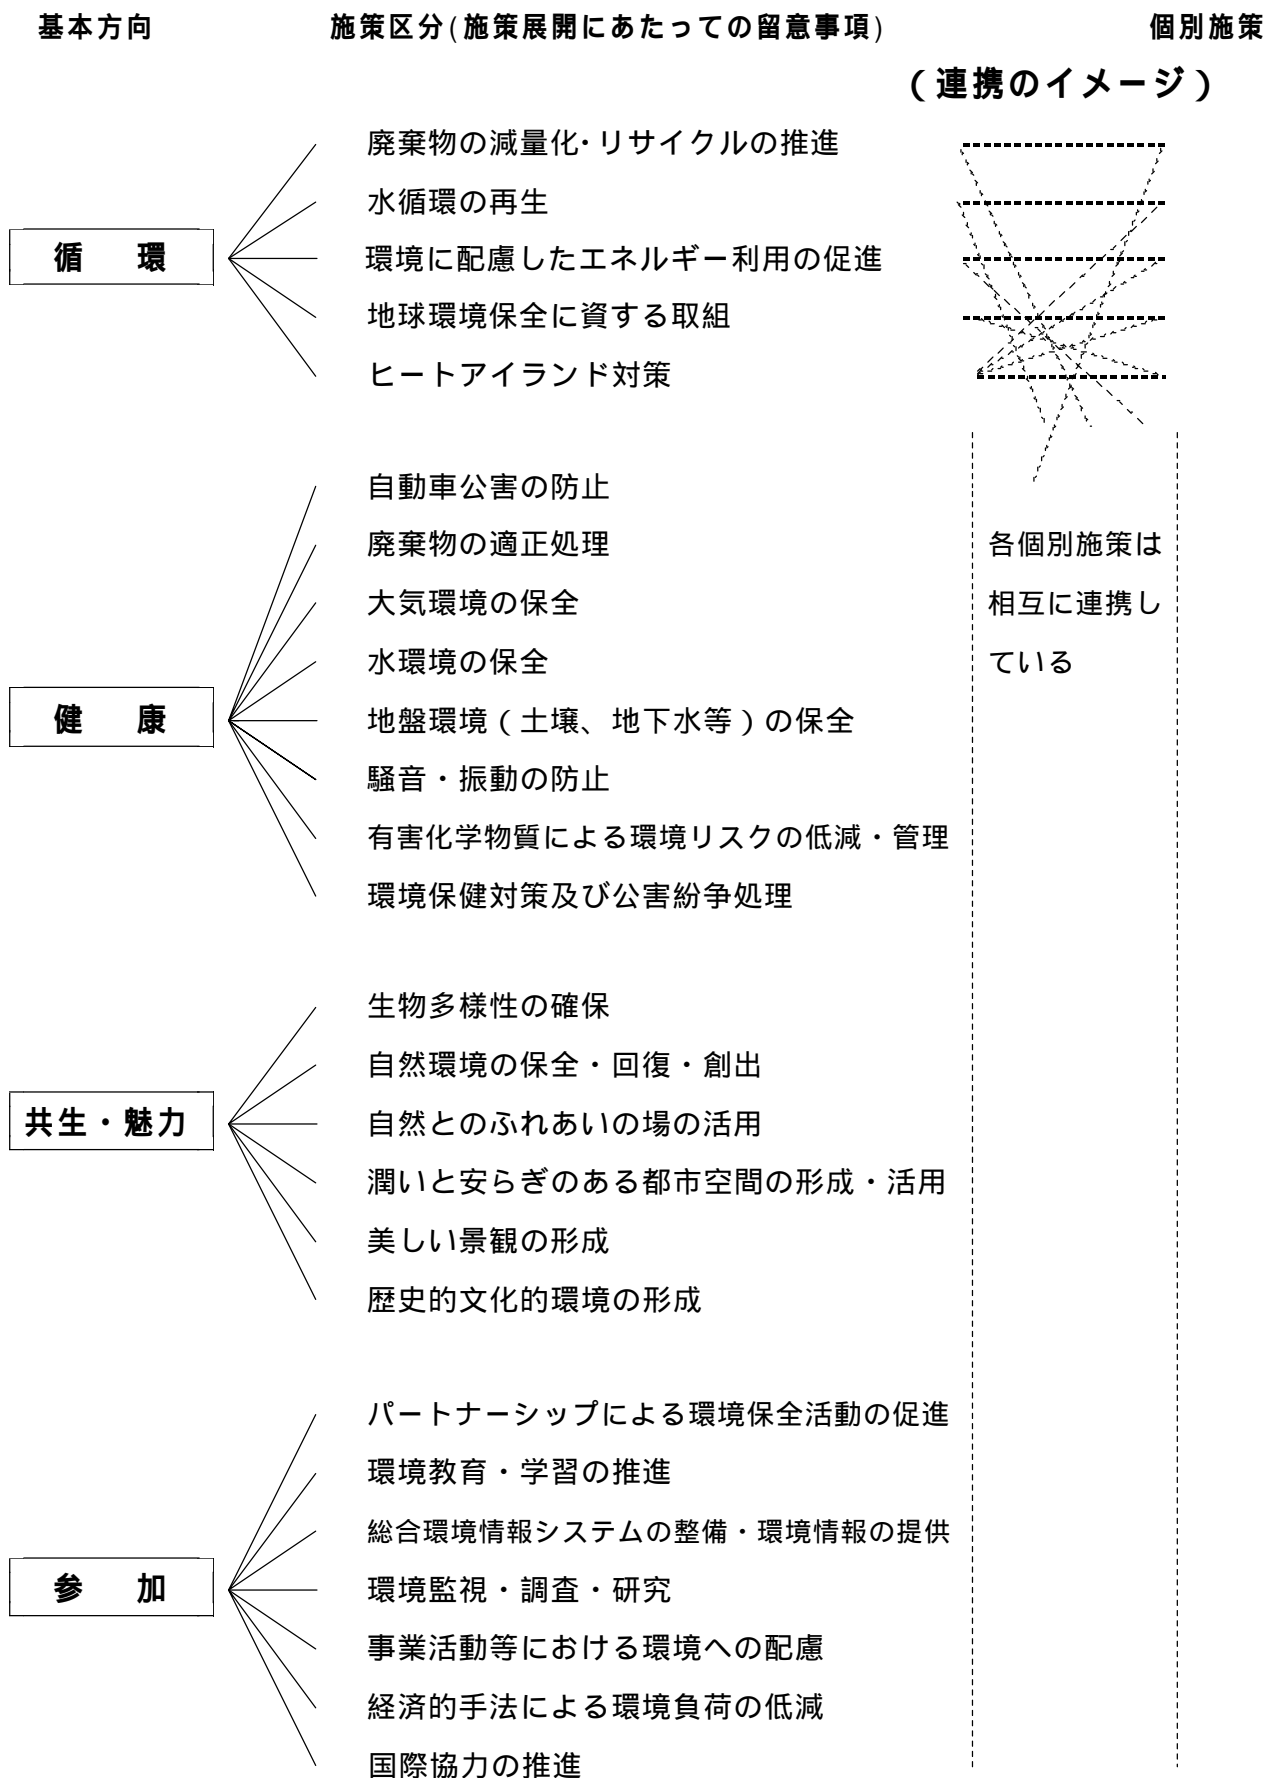 基本方向 施策区分(施策展開にあたっての留意事項) 個別施策
(連携のイメージ)
循 環
廃棄物の減量化・リサイクルの推進
水循環の再生
環境に配慮したエネルギー利用の促進
地球環境保全に資する取組
ヒートアイランド対策
健 康
自動車公害の防止
廃棄物の適正処理
大気環境の保全
水環境の保全
地盤環境(土壌、地下水等)の保全
騒音・振動の防止
有害化学物質による環境リスクの低減・管理
環境保健対策及び公害紛争処理
各個別施策は
相互に連携し
ている
共生・魅力
生物多様性の確保
自然環境の保全・回復・創出
自然とのふれあいの場の活用
潤いと安らぎのある都市空間の形成・活用
美しい景観の形成
歴史的文化的環境の形成
参 加
パートナーシップによる環境保全活動の促進
環境教育・学習の推進
総合環境情報システムの整備・環境情報の提供
環境監視・調査・研究
事業活動等における環境への配慮
経済的手法による環境負荷の低減
国際協力の推進